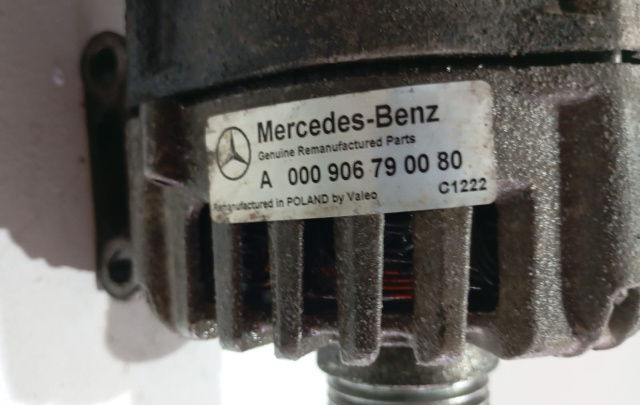 Mercedes-Benz
Genuine Remanufactured Parts
A 000 906 79 00 80
Remanufactured in POLAND by Valeo C1222